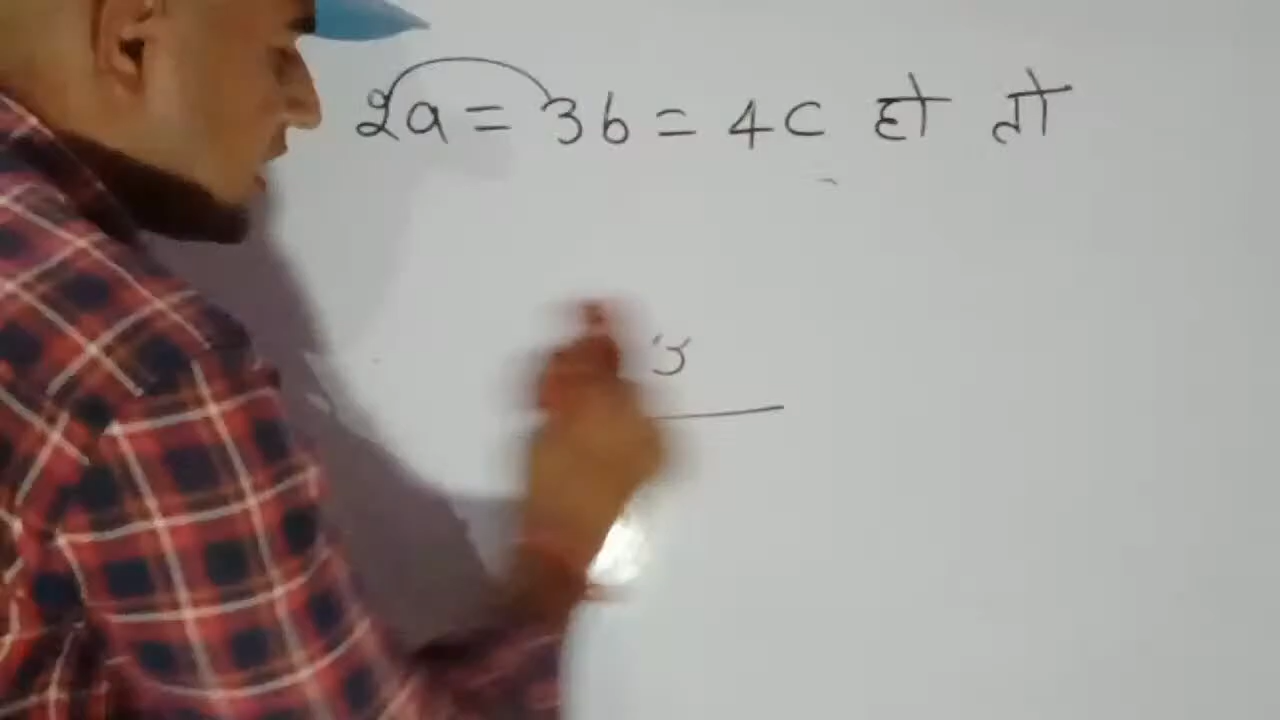 2a = 3b = 4c हो तो